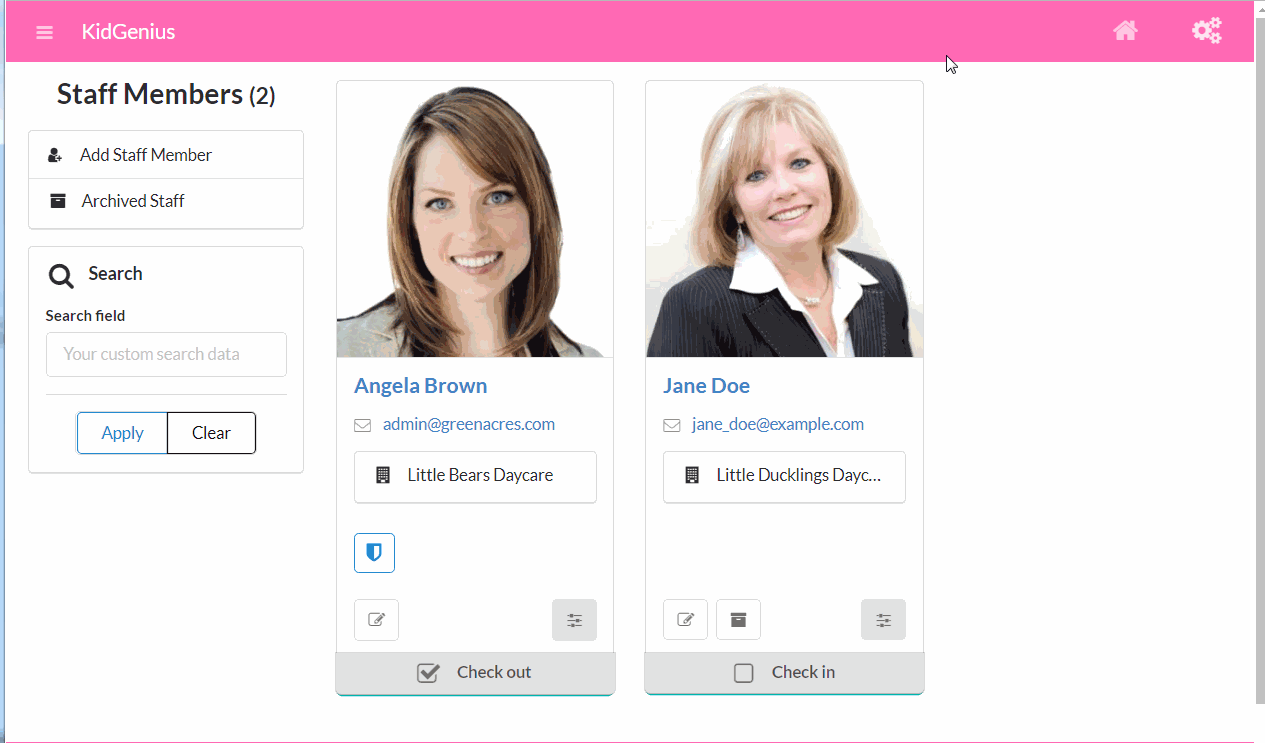 KidGenius
Staff Members (2)
Add Staff Member
Archived Staff
Search
Search field
Your custom search data
Apply
Clear
Angela Brown
admin@greenacres.com
Little Bears Daycare
Check out
Jane Doe
jane_doe@example.com
Little Ducklings Dayc...
Check in